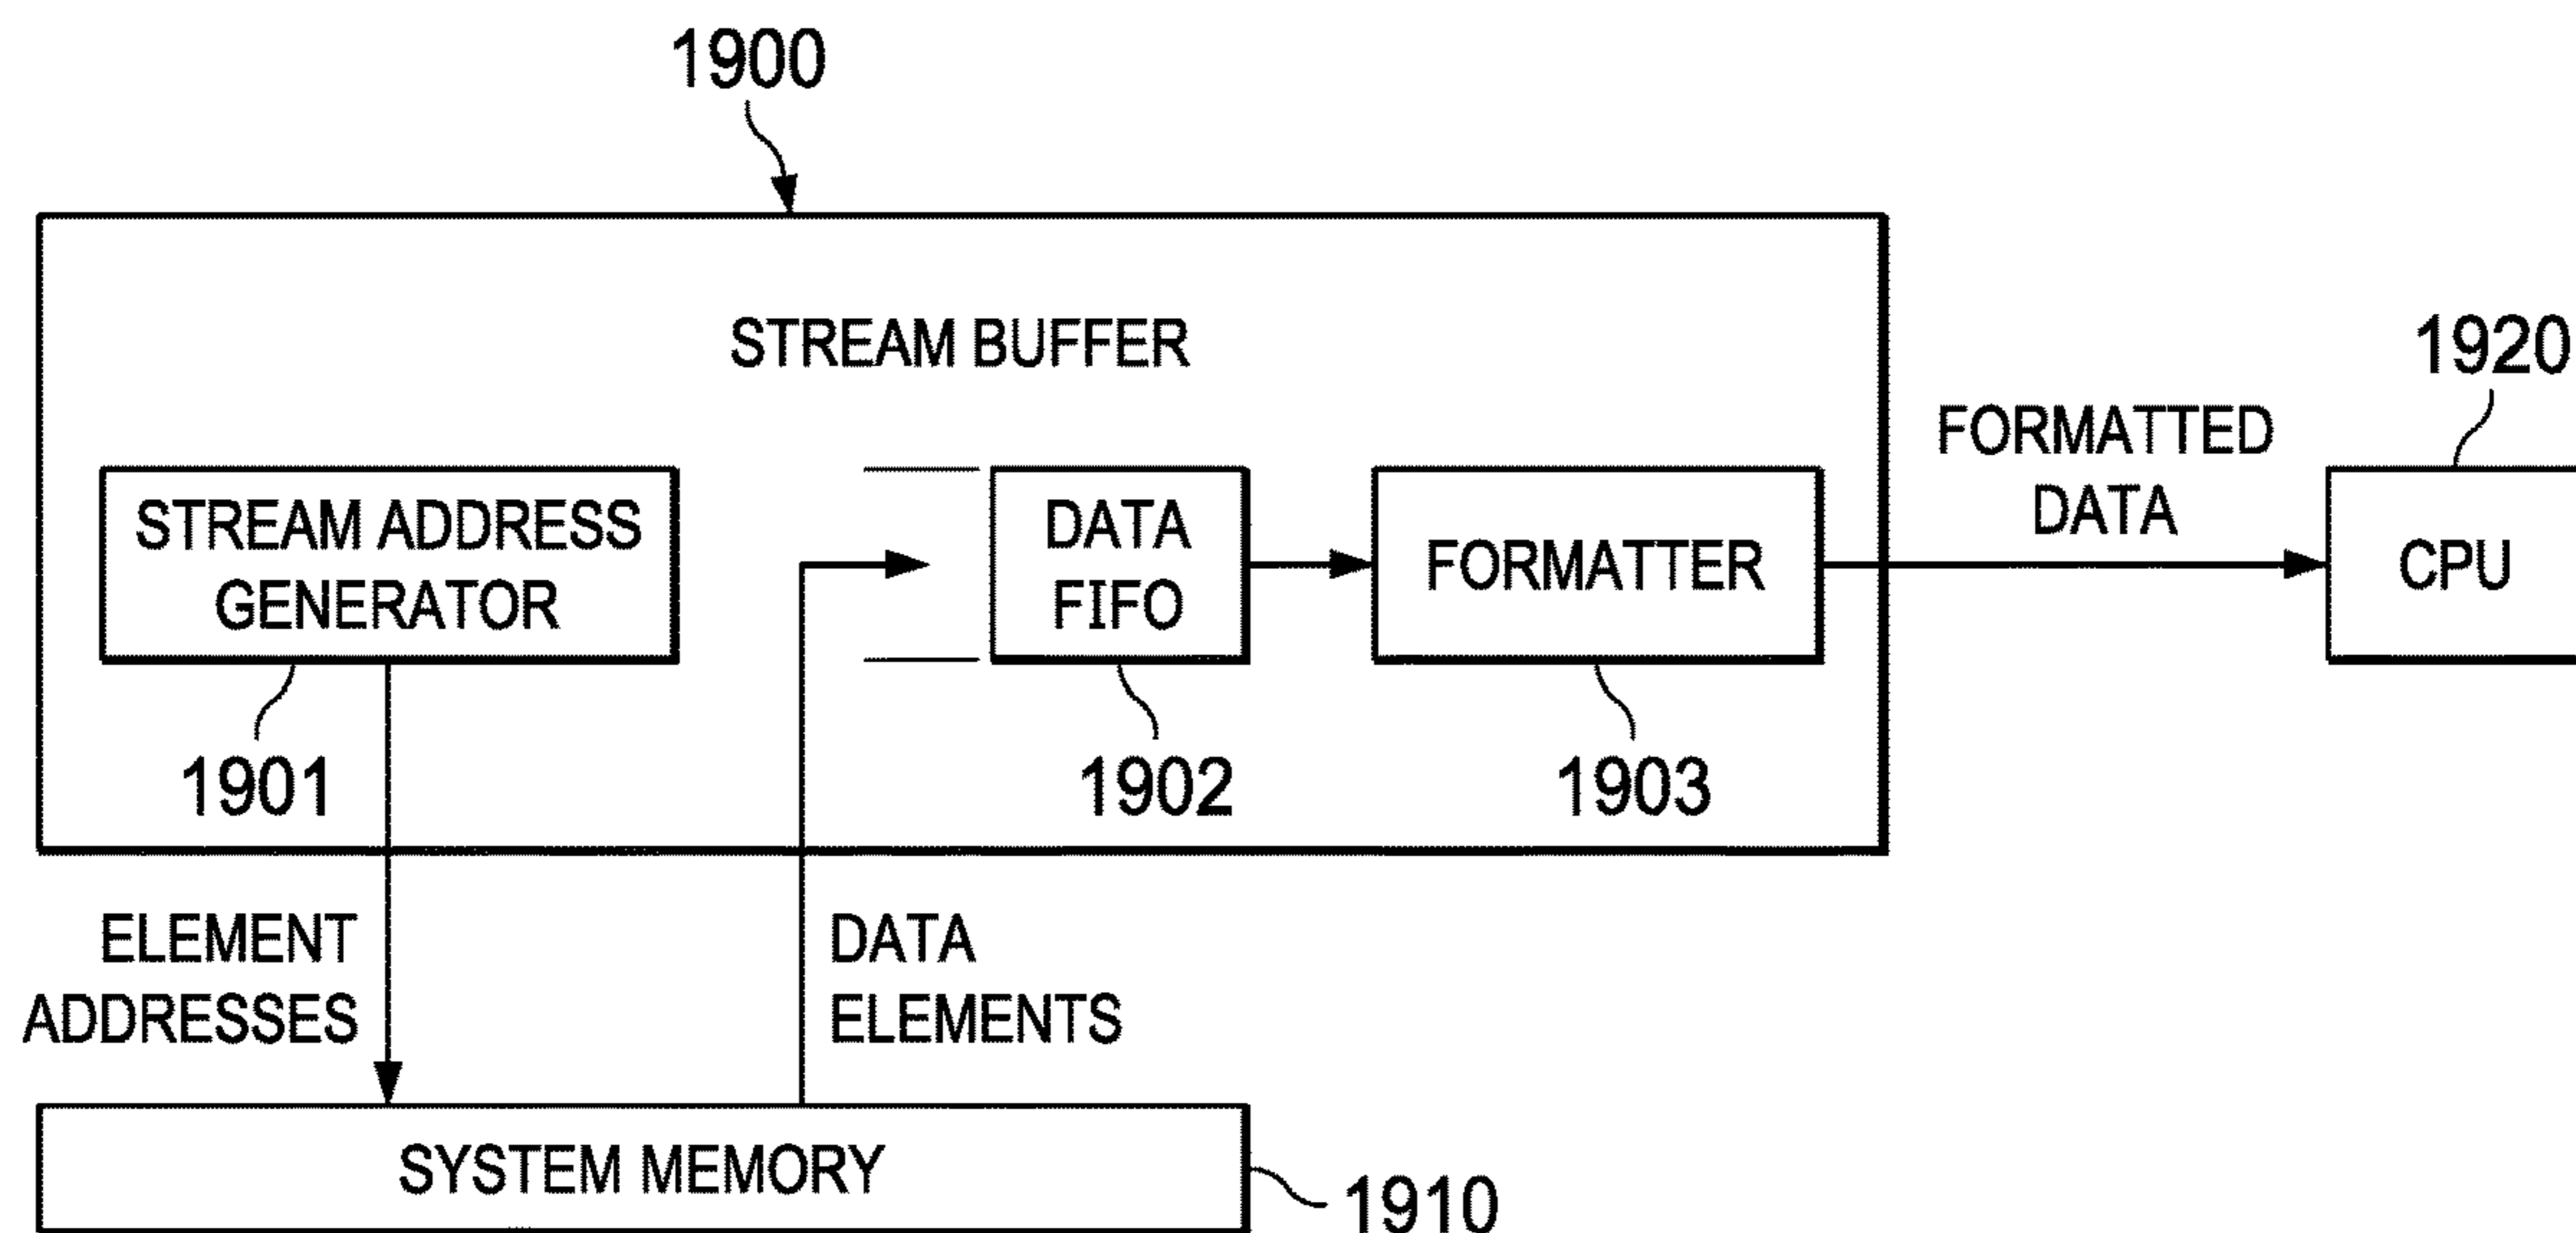 1900
STREAM BUFFER
1920
FORMATTED
DATA
STREAM ADDRESS
GENERATOR
DATA
FIFO
FORMATTER
CPU
1901
1902
1903
ELEMENT
ADDRESSES
DATA
ELEMENTS
SYSTEM MEMORY
1910